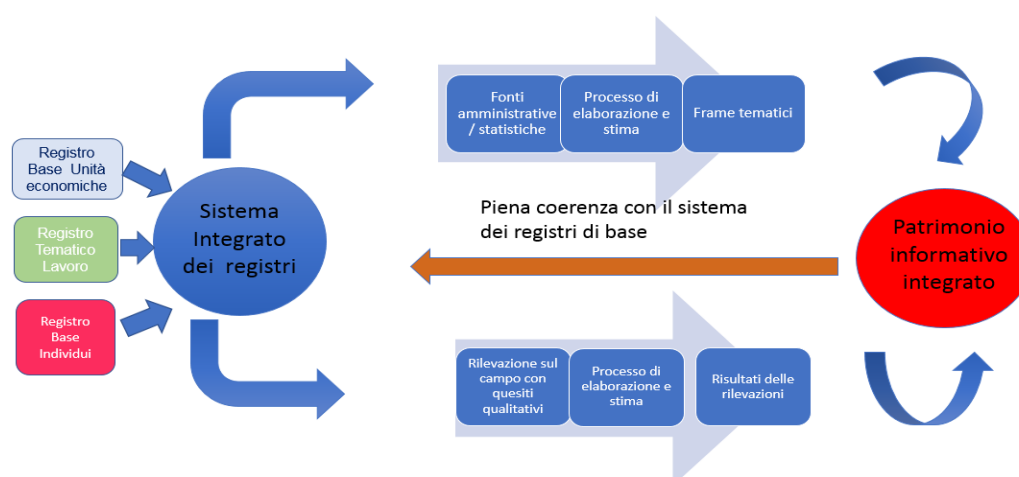 Registro
Base Unità
economiche
Registro
Tematico
Lavoro
Registro
Base
Individui
Sistema
Integrato
dei registri
Fonti
amministrative
/ statistiche
Processo di
elaborazione e
stima
Frame tematici
Piena coerenza con il sistema
dei registri di base
Rilevazione sul
campo con
quesiti
qualitativi
Processo di
elaborazione e
stima
Risultati delle
rilevazioni
Patrimonio
informativo
integrato